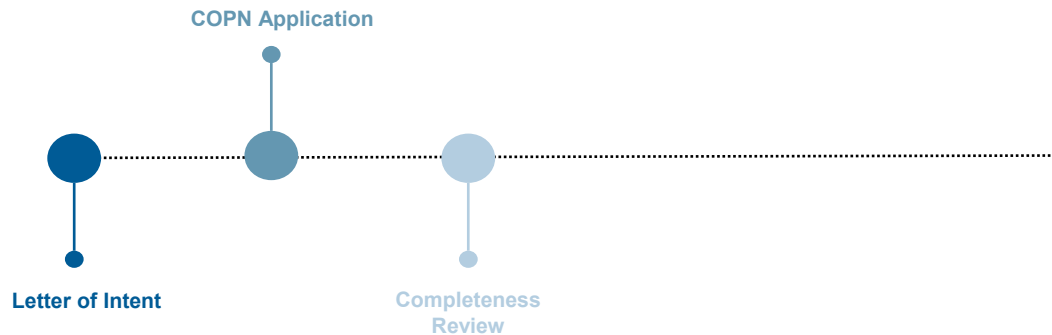 COPN Application
Letter of Intent
Completeness
Review